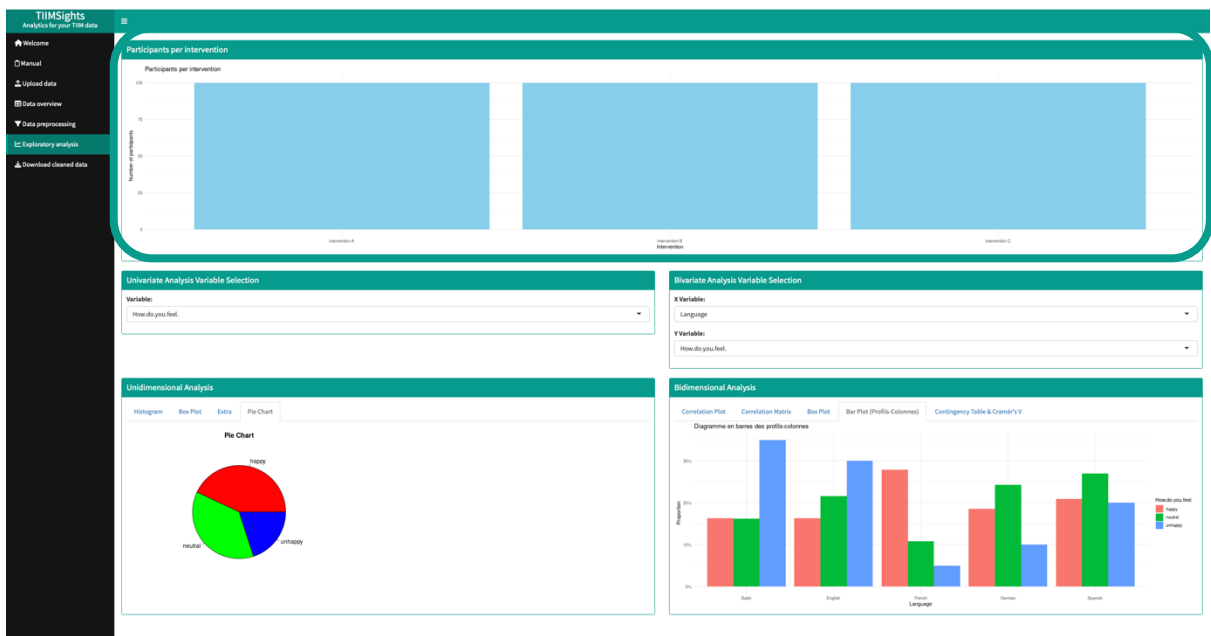 TIIMSights
Analytics for your TIIM data
Welcome
Manual
Upload data
Data overview
Data preprocessing
Exploratory analysis
Download cleaned data
Participants per intervention
Participants per intervention
100
75
50
25
0
Number of participants
intervention A
intervention B
intervention C
Intervention
Univariate Analysis Variable Selection
Variable:
How.do.you.feel.
Bivariate Analysis Variable Selection
X Variable:
Language
Y Variable:
How.do.you.feel.
Unidimensional Analysis
Histogram Box Plot Extra Pie Chart
Pie Chart
happy
neutral
unhappy
Bidimensional Analysis
Correlation Plot Correlation Matrix Box Plot Bar Plot (Profils-Colonnes) Contingency Table & Cramér's V
Diagramme en barres des profils-colonnes
30%
20%
10%
0%
Proportion
Dutch English French German Spanish
Language
How.do.you.feel.
happy
neutral
unhappy